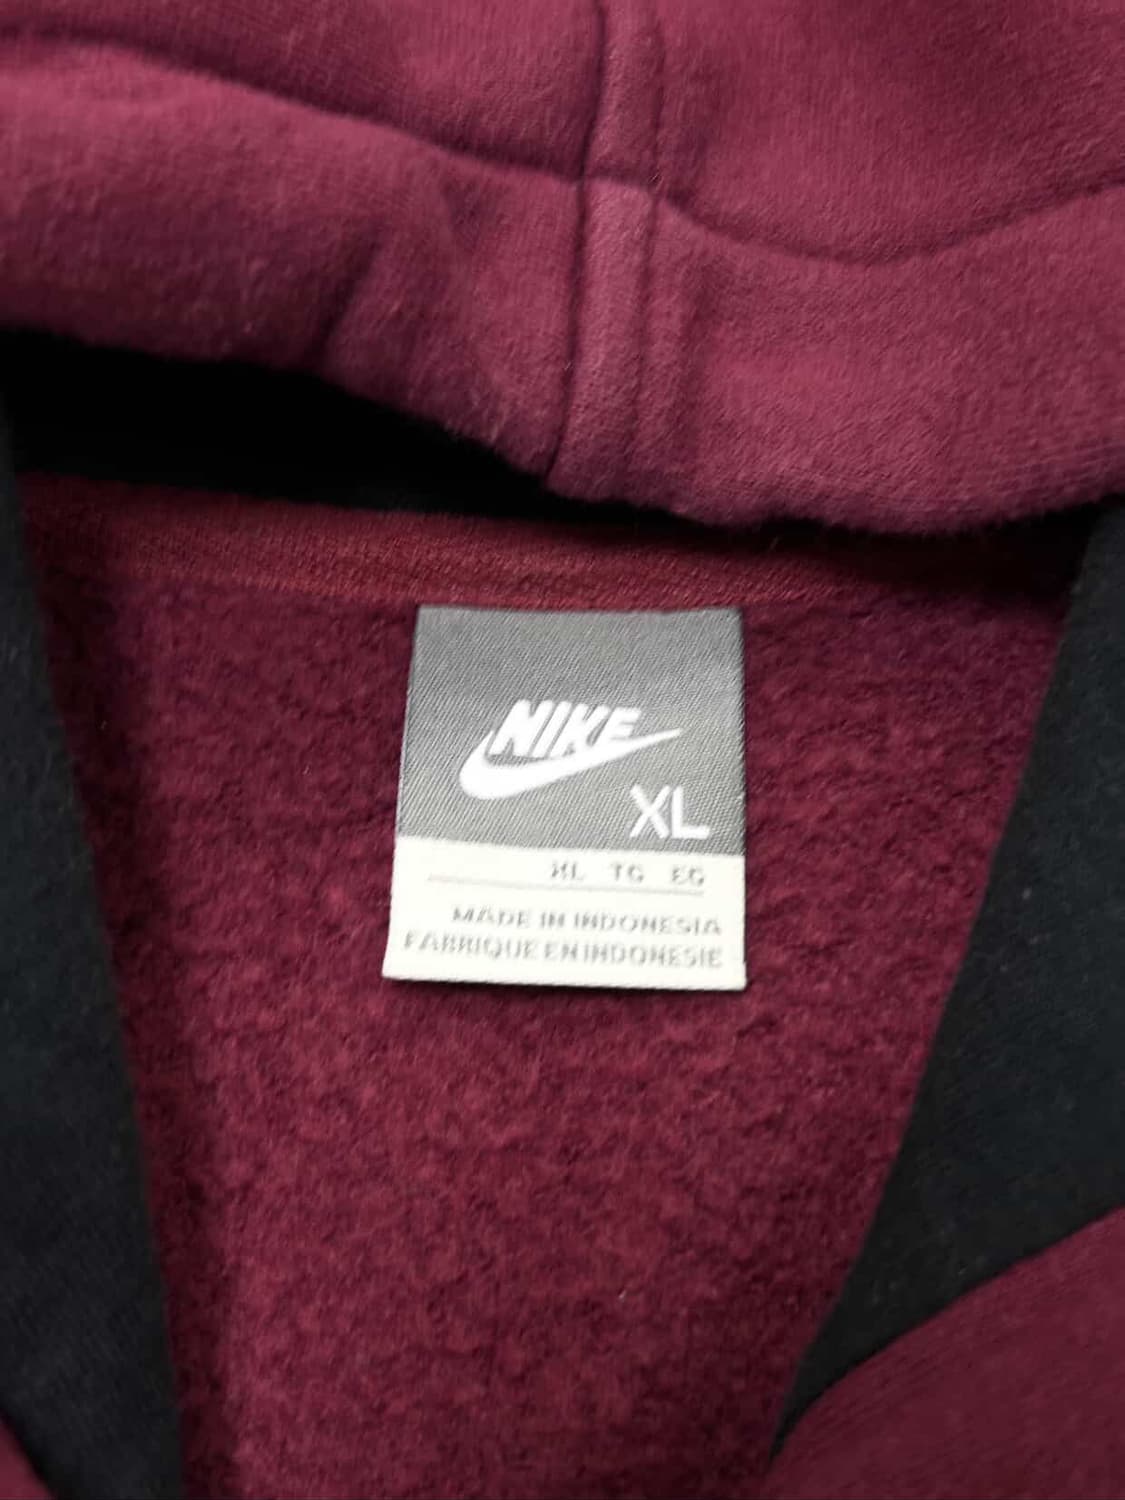 NIKE
XL
XL TG EG
MADE IN INDONESIA
FABRIQUE EN INDONESIE